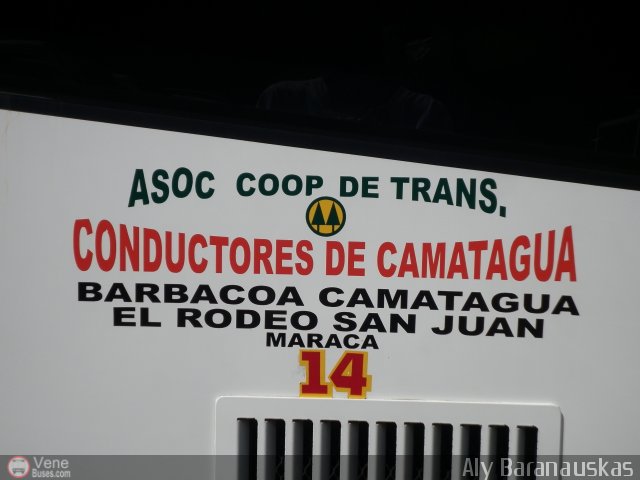 ASOC COOP DE TRANS.
CONDUCTORES DE CAMATAGUA
BARBACOA CAMATAGUA
EL RODEO SAN JUAN
MARACA
14
Vene
Buses.com
Aly Baranauskas